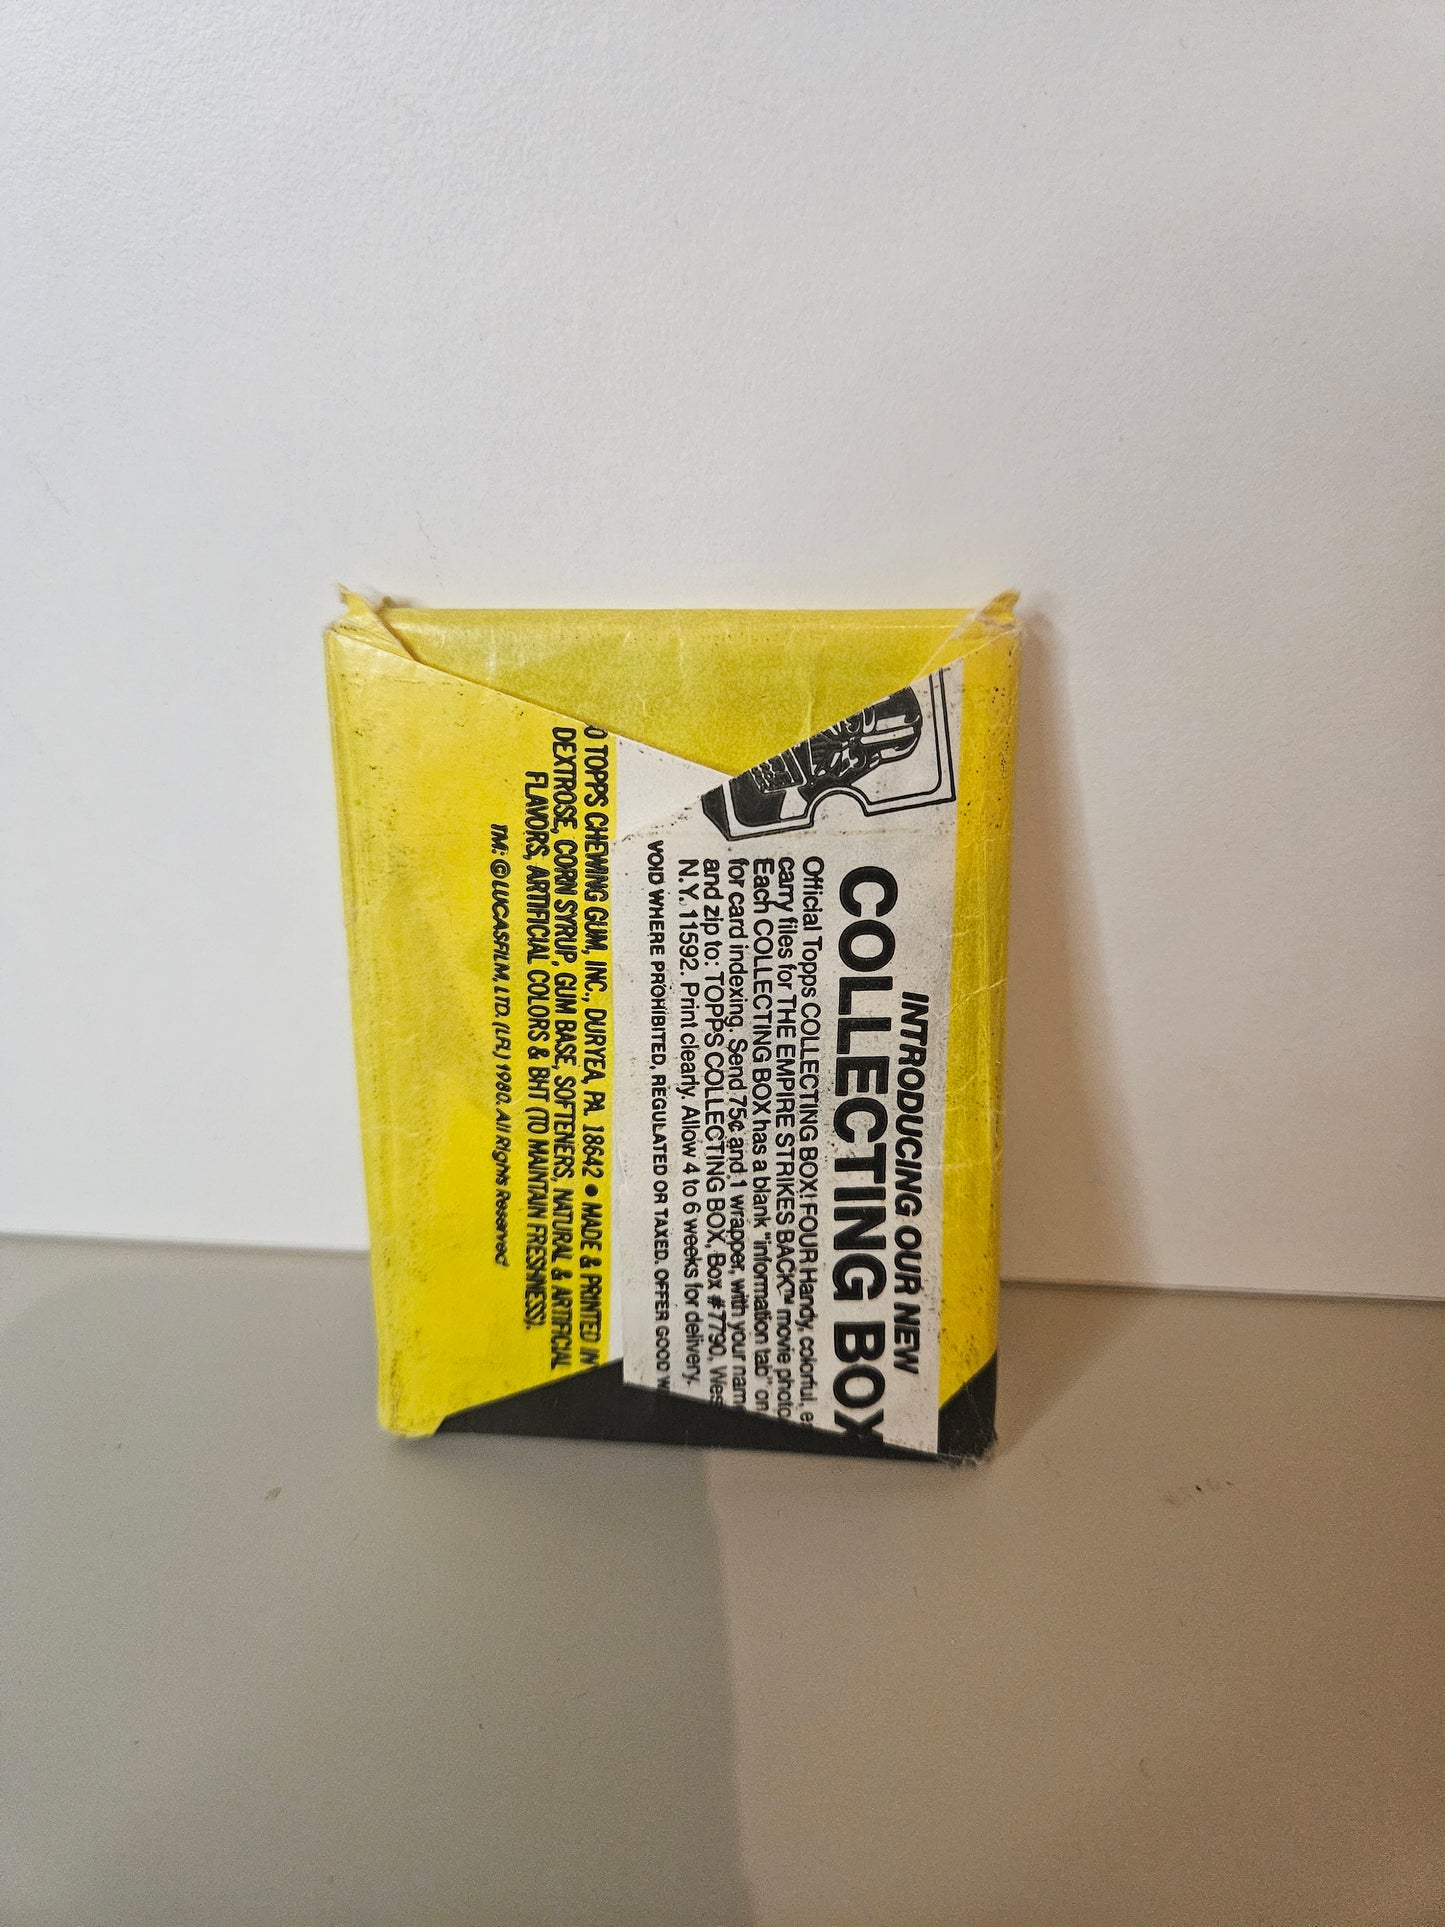 INTRODUCING OUR NEW
COLLECTING BOX
Official Topps COLLECTING BOX! FOUR Handy, colorful,
carry files for THE EMPIRE STRIKES BACK™ movie
Each COLLECTING BOX has a blank "information tab" on
for card indexing. Send 75¢ and 1 wrapper, with your
and zip to: TOPPS COLLECTING BOX, Box #7790,
N.Y. 11592. Print clearly. Allow 4 to 6 weeks for delivery.
VOID WHERE PROHIBITED, REGULATED OR TAXED. OFFER GOOD
TOPPS CHEWING GUM, INC., DURYEA, PA. 18642 • MADE & PRINTED IN
DEXTROSE, CORN SYRUP, GUM BASE, SOFTENERS, NATURAL & ARTIFICIAL
FLAVORS, ARTIFICIAL COLORS & BHT (TO MAINTAIN FRESHNESS).
TM: © LUCASFILM, LTD. (LFL) 1980. All Rights Reserved